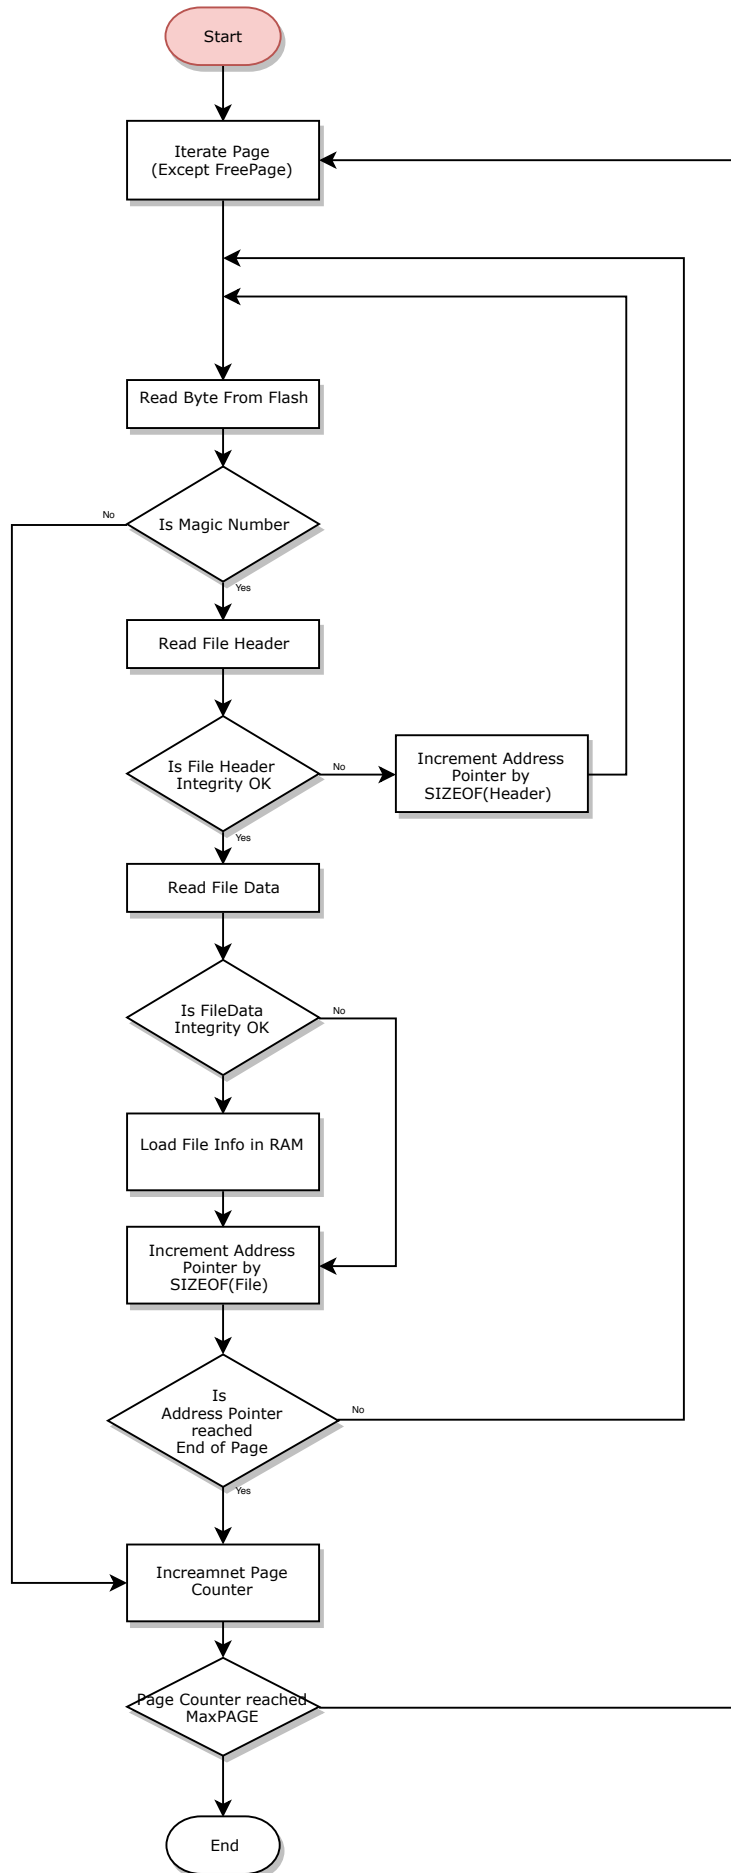 Start
Iterate Page
(Except FreePage)
Read Byte From Flash
Is Magic Number
No
Yes
Read File Header
Is File Header
Integrity OK
No
Increment Address
Pointer by
SIZEOF(Header)
Yes
Read File Data
Is FileData
Integrity OK
No
Load File Info in RAM
Increment Address
Pointer by
SIZEOF(File)
Is
Address Pointer
reached
End of Page
No
Yes
Increamnet Page
Counter
Page Counter reached
MaxPAGE
End